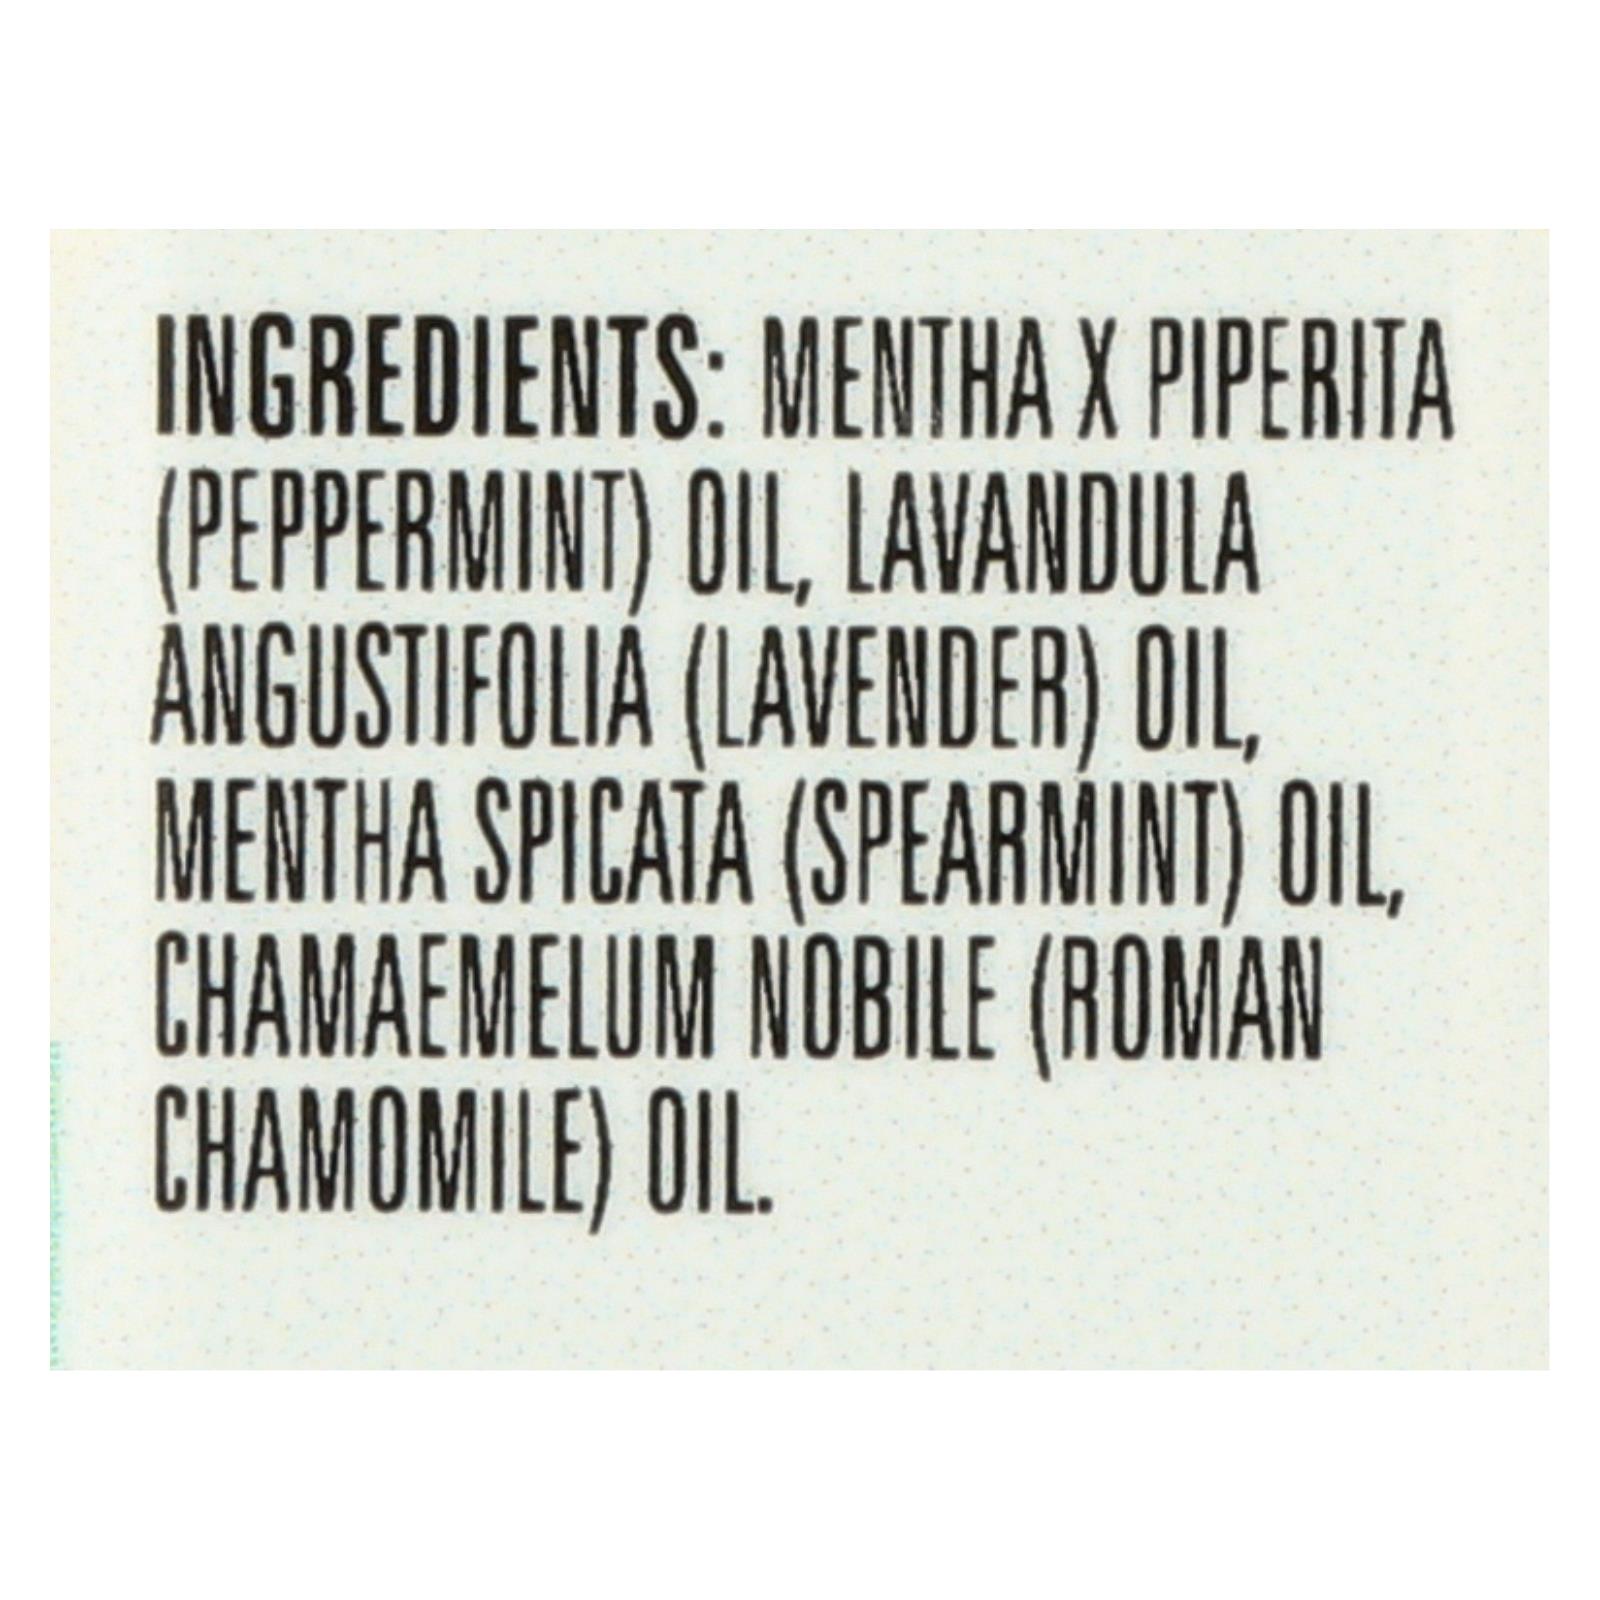 INGREDIENTS: MENTHA X PIPERITA
(PEPPERMINT) OIL, LAVANDULA
ANGUSTIFOLIA (LAVENDER) OIL,
MENTHA SPICATA (SPEARMINT) OIL,
CHAMAEMELUM NOBILE (ROMAN
CHAMOMILE) OIL.